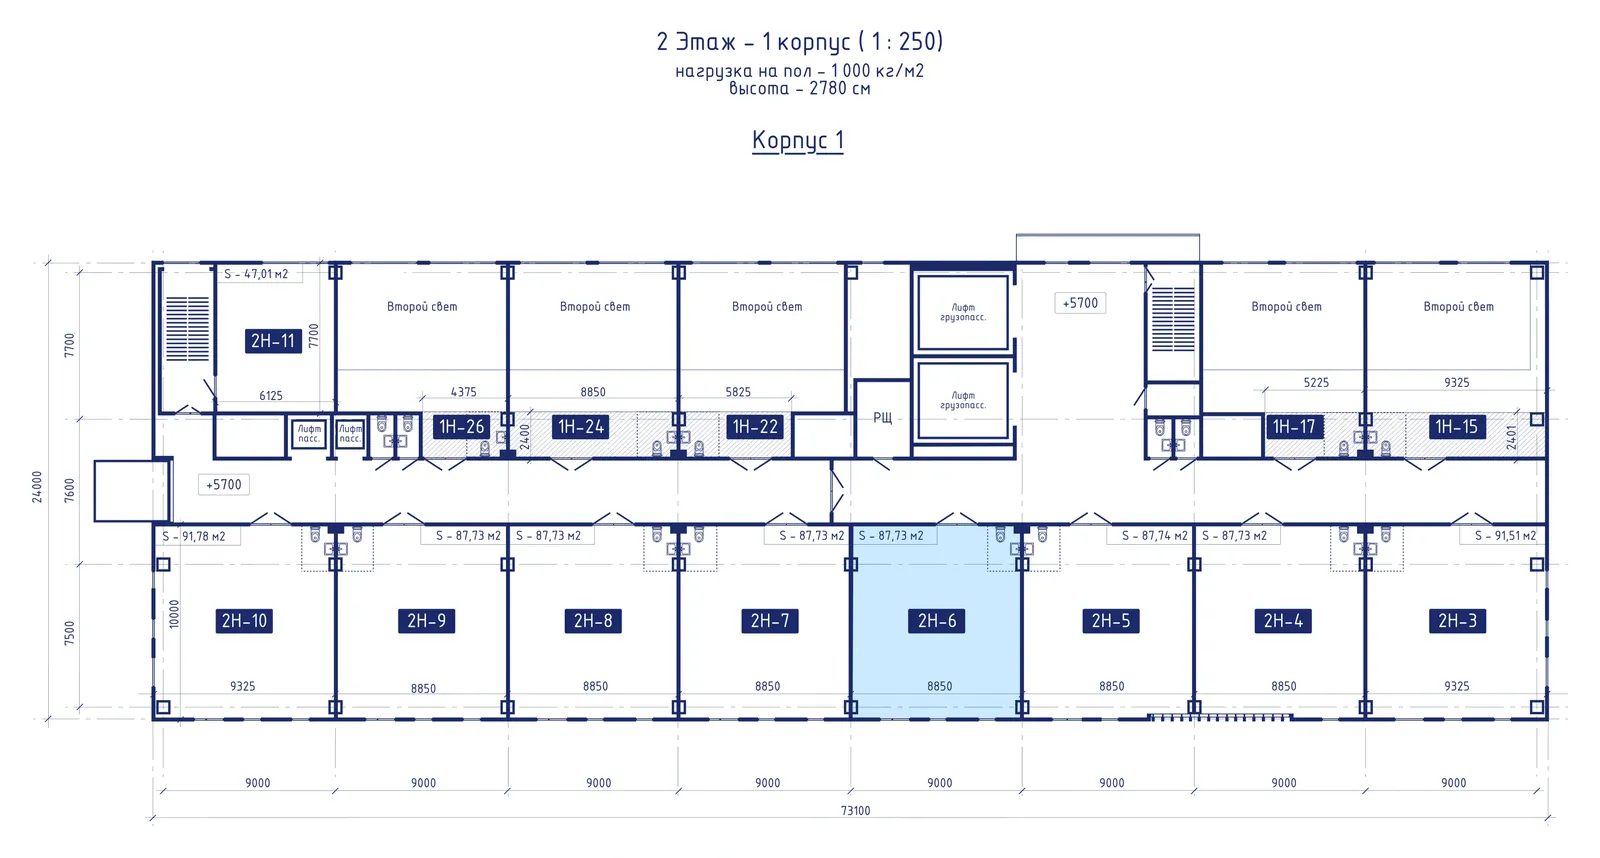 2 Этаж - 1 корпус ( 1 : 250)
нагрузка на пол - 1 000 кг/м2
высота - 2780 см
Корпус 1
S - 47,01 м2
Второй свет
Второй свет
Второй свет
Лифт
грузопасс.
+5700
Второй свет
Второй свет
2Н-11
7700
7700
6125
4375
8850
5825
Лифт
грузопасс.
5225
9325
Лифт
пасс.
Лифт
пасс.
1Н-26
2400
1Н-24
1Н-22
РЩ
1Н-17
1Н-15
2401
24000
7600
+5700
S - 91,78 м2
S - 87,73 м2
S - 87,73 м2
S - 87,73 м2
S - 87,73 м2
S - 87,74 м2
S - 87,73 м2
S - 91,51 м2
7500
10000
2Н-10
2Н-9
2Н-8
2Н-7
2Н-6
2Н-5
2Н-4
2Н-3
9325
8850
8850
8850
8850
8850
8850
9325
9000
9000
9000
9000
9000
9000
9000
9000
73100